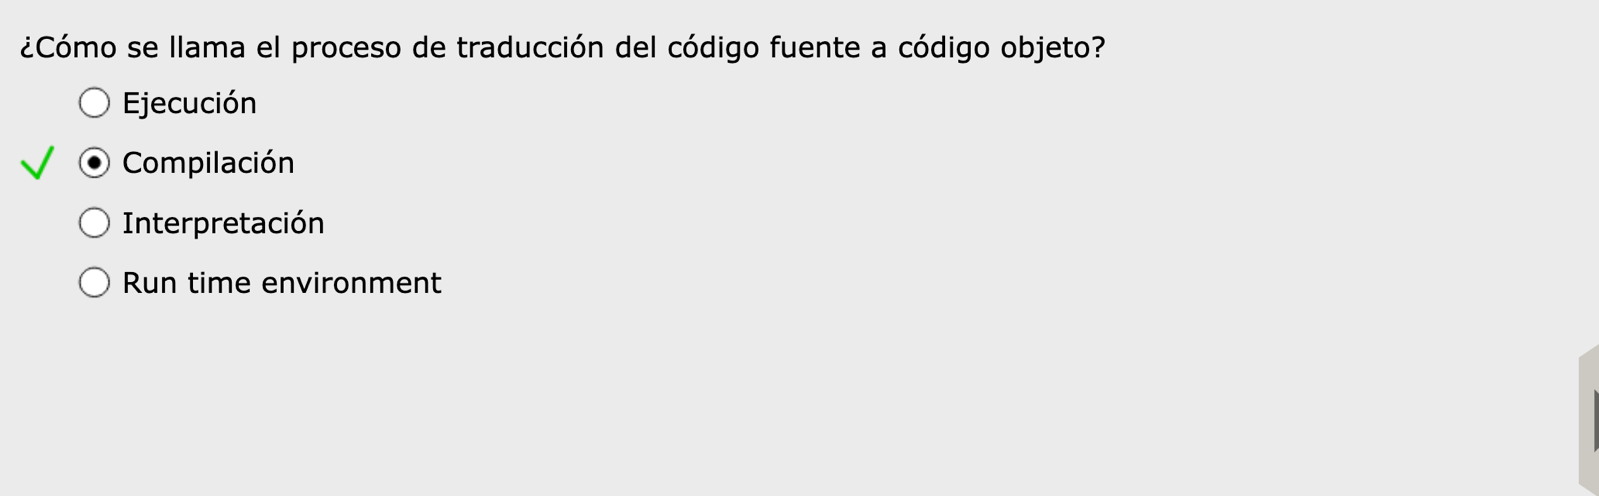 ¿Cómo se llama el proceso de traducción del código fuente a código objeto?
Ejecución
Compilación
Interpretación
Run time environment